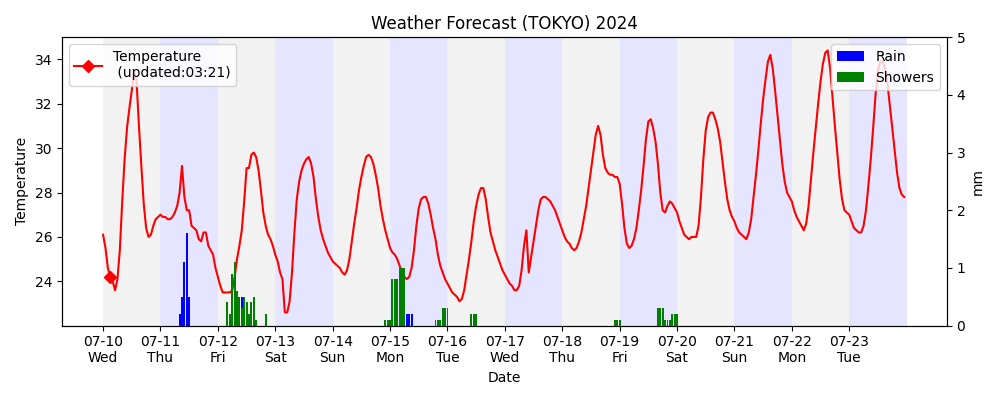 Weather Forecast (TOKYO) 2024
Temperature
(updated:03:21)
Rain
Showers
34
32
30
28
26
24
Temperature
5
4
3
2
1
0
mm
07-10 07-11 07-12 07-13 07-14 07-15 07-16 07-17 07-18 07-19 07-20 07-21 07-22 07-23
Wed Thu Fri Sat Sun Mon Tue Wed Thu Fri Sat Sun Mon Tue
Date